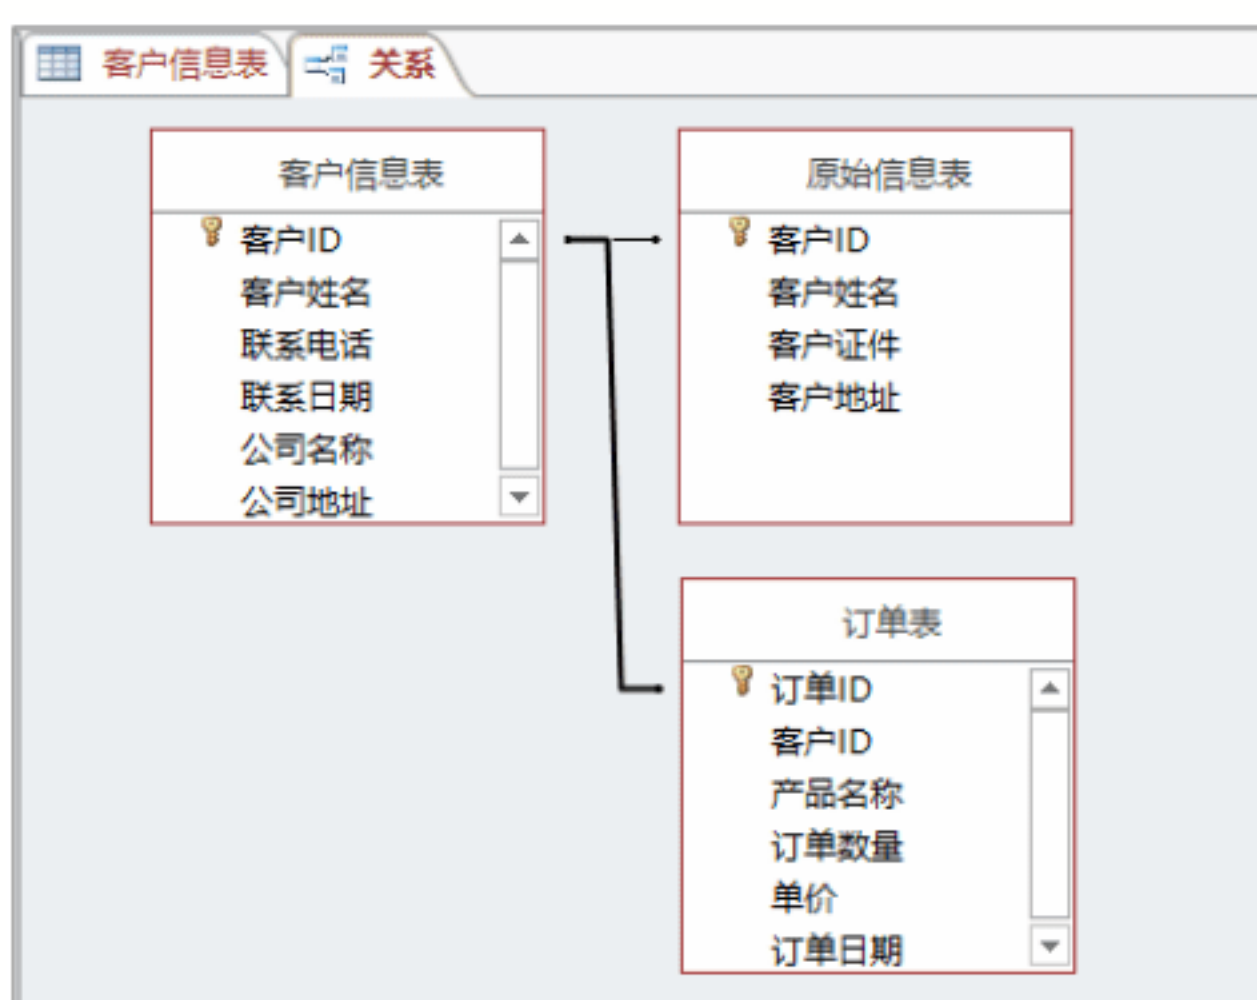 客户信息表 关系
客户信息表
客户ID
客户姓名
联系电话
联系日期
公司名称
公司地址
原始信息表
客户ID
客户姓名
客户证件
客户地址
订单表
订单ID
客户ID
产品名称
订单数量
单价
订单日期